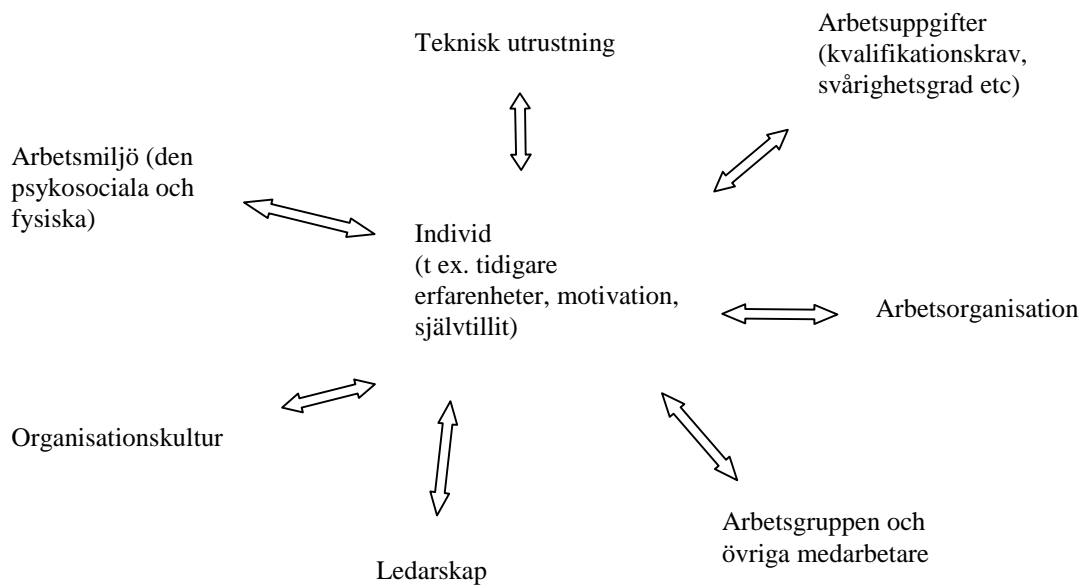 Teknisk utrustning
Arbetsuppgifter
(kvalifikationskrav,
svårighetsgrad etc)
Arbetsmiljö (den
psykosociala och
fysiska)
Individ
(t ex. tidigare
erfarenheter, motivation,
självtillit)
Arbetsorganisation
Organisationskultur
Arbetsgruppen och
övriga medarbetare
Ledarskap